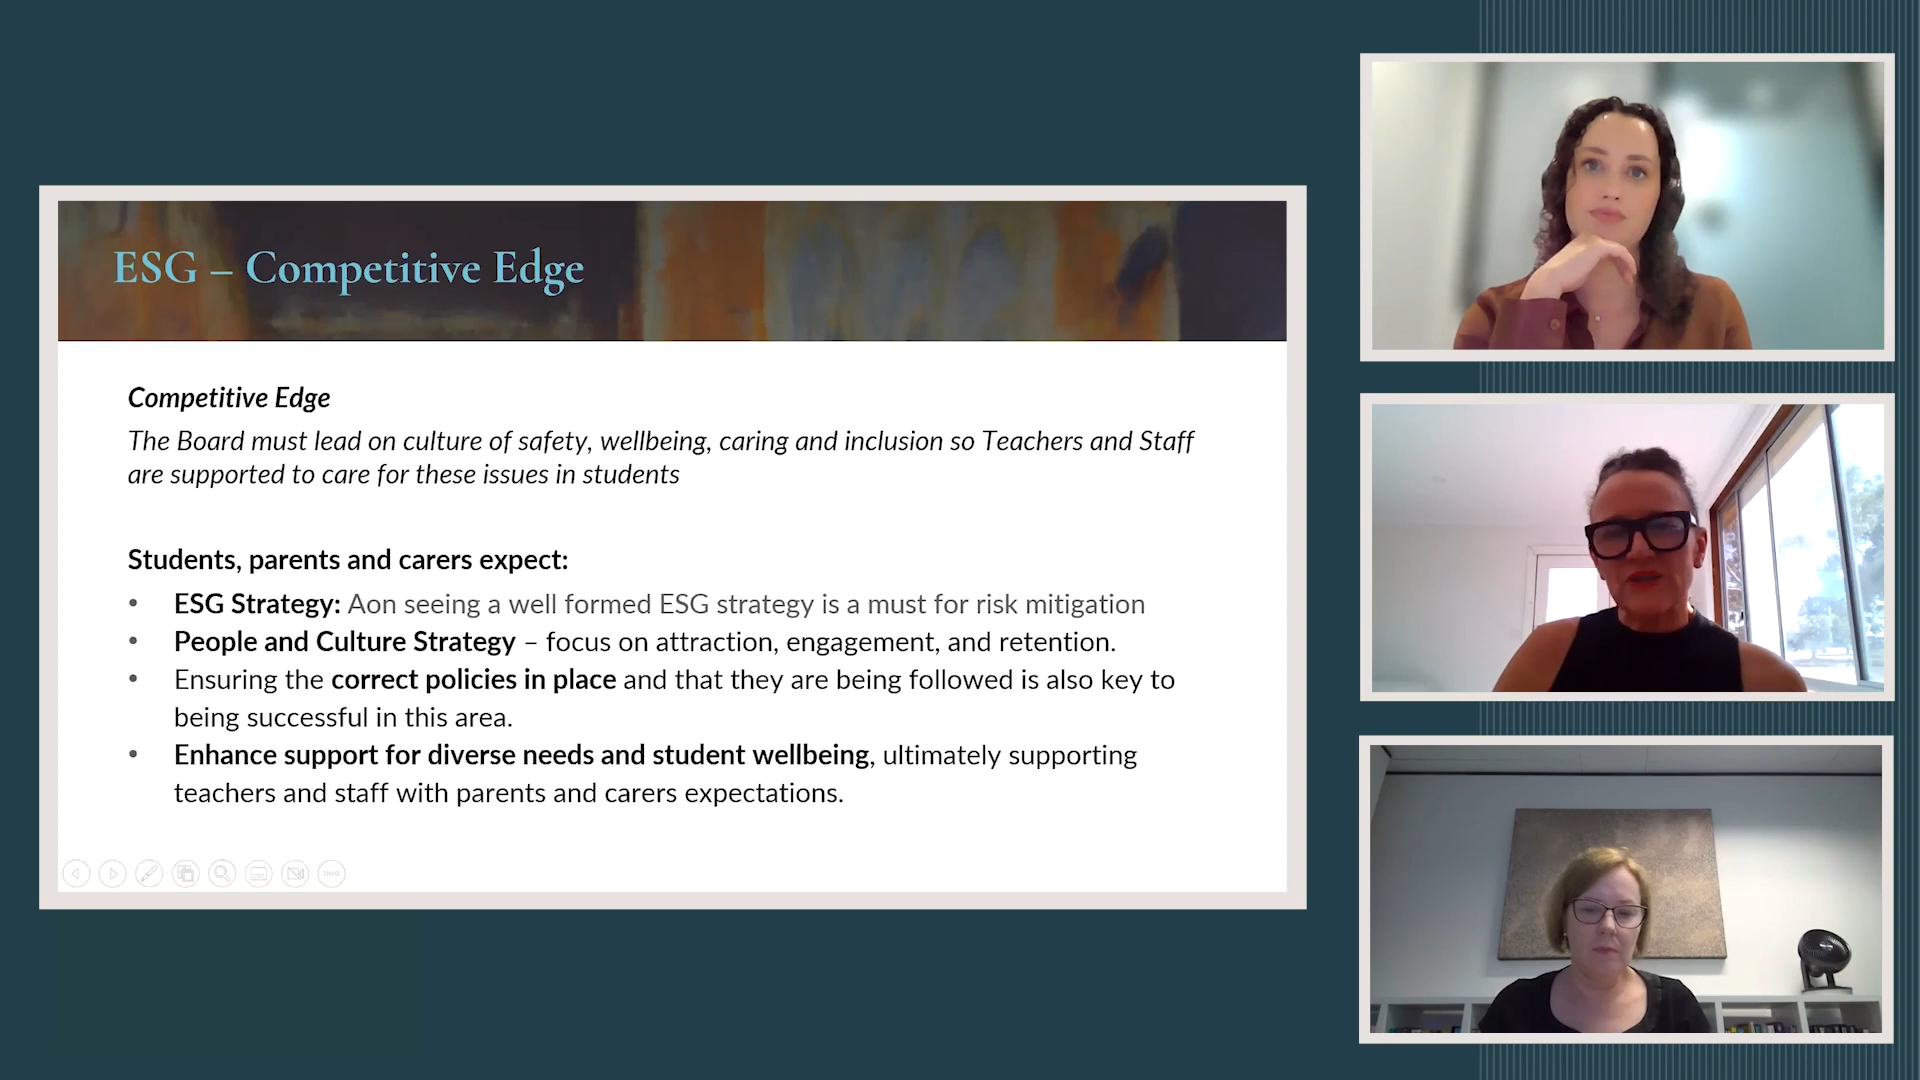 ESG – Competitive Edge
Competitive Edge
The Board must lead on culture of safety, wellbeing, caring and inclusion so Teachers and Staff
are supported to care for these issues in students
Students, parents and carers expect:
• ESG Strategy: Aon seeing a well formed ESG strategy is a must for risk mitigation
• People and Culture Strategy – focus on attraction, engagement, and retention.
• Ensuring the correct policies in place and that they are being followed is also key to
being successful in this area.
• Enhance support for diverse needs and student wellbeing, ultimately supporting
teachers and staff with parents and carers expectations.